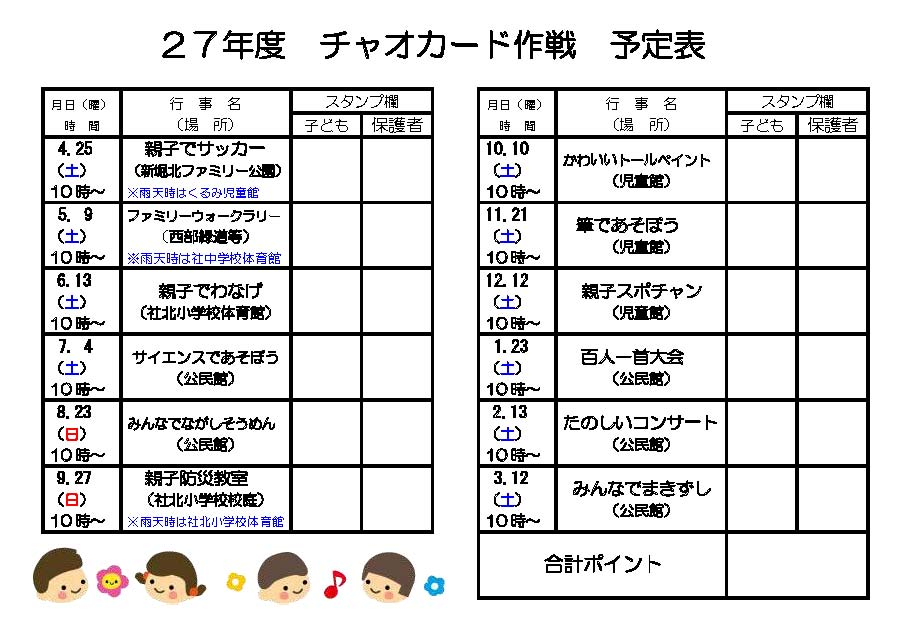 ２７年度　チャオカード作戦　予定表
月日（曜）
時　間
行　事　名
（場　所）
スタンプ欄
子ども
保護者
4.25
（土）
１０時～
親子でサッカー
（新堀北ファミリー公園）
※雨天時はくるみ児童館
5. 9
（土）
１０時～
ファミリーウォークラリー
（西部緑道等）
※雨天時は社中学校体育館
6.13
（土）
１０時～
親子でわなげ
（社北小学校体育館）
7. 4
（土）
１０時～
サイエンスであそぼう
（公民館）
8.23
（日）
１０時～
みんなでながしそうめん
（公民館）
9.27
（日）
１０時～
親子防災教室
（社北小学校校庭）
※雨天時は社北小学校体育館
月日（曜）
時　間
行　事　名
（場　所）
スタンプ欄
子ども
保護者
10.10
（土）
１０時～
かわいいトールペイント
（児童館）
11.21
（土）
１０時～
筆であそぼう
（児童館）
12.12
（土）
１０時～
親子スポチャン
（児童館）
1.23
（土）
１０時～
百人一首大会
（公民館）
2.13
（土）
１０時～
たのしいコンサート
（公民館）
3.12
（土）
１０時～
みんなでまきずし
（公民館）
合計ポイント